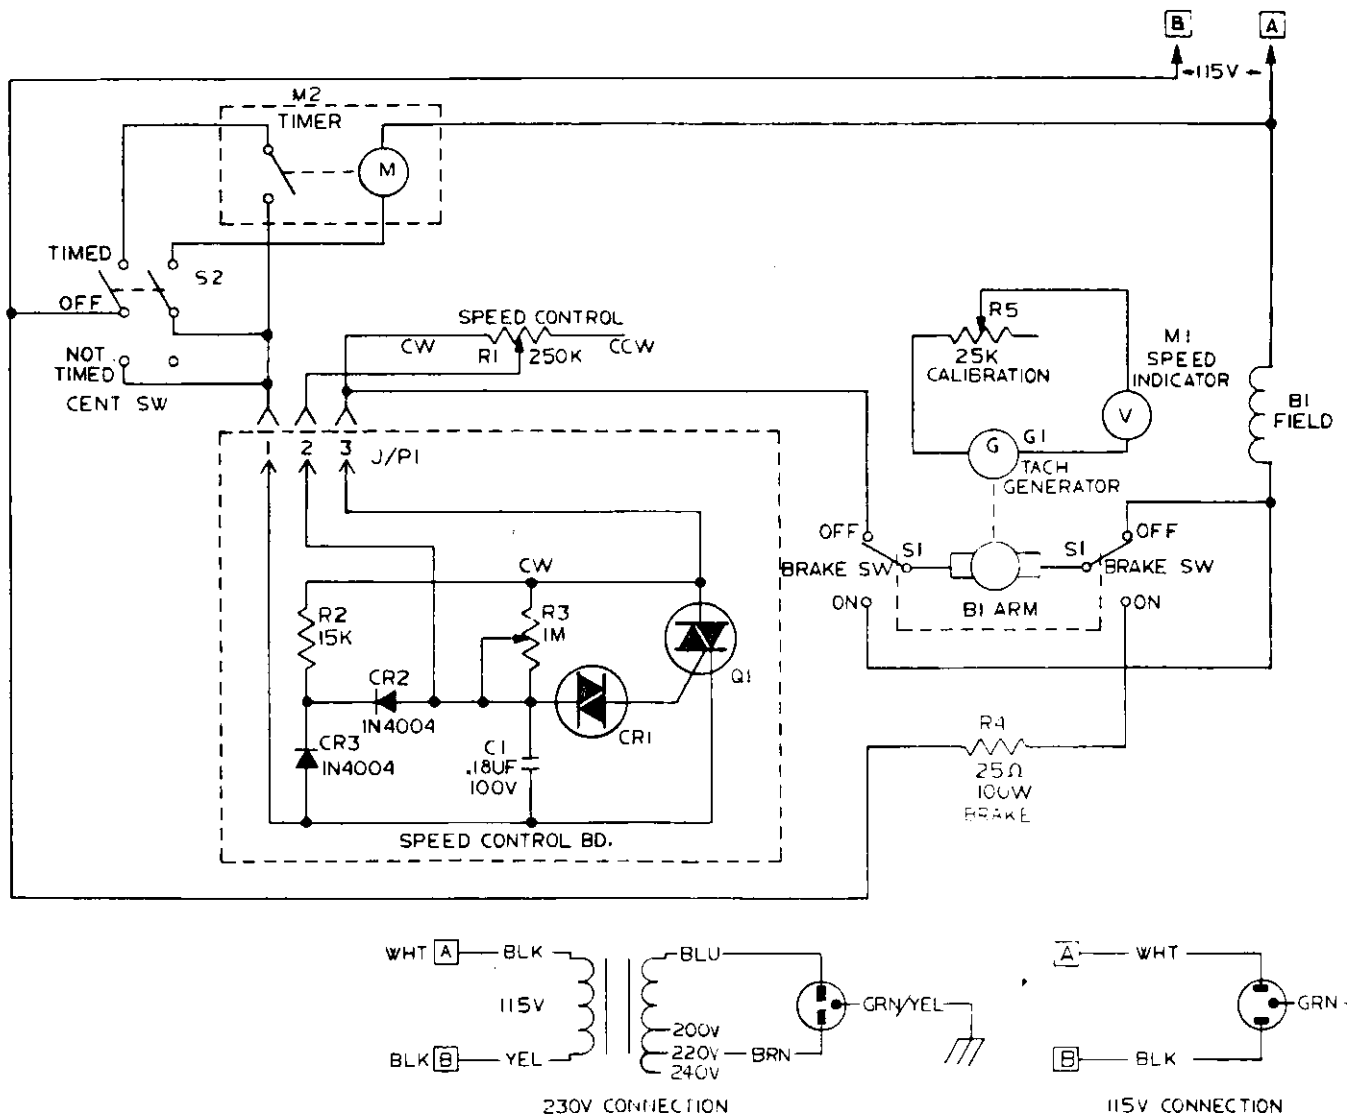 B
A
115V
M2
TIMER
M
TIMED
S2
OFF
NOT
TIMED
CENT SW
SPEED CONTROL
CW
R1
250K
CCW
R5
25K
CALIBRATION
M1
SPEED
INDICATOR
V
B1
FIELD
G
G1
TACH
GENERATOR
1
2
3
J/P1
OFF
S1
BRAKE SW
ON
B1 ARM
S1
OFF
BRAKE SW
ON
CW
R2
15K
R3
1M
Q1
CR2
1N4004
CR3
1N4004
C1
.18UF
100V
CR1
R4
25Ω
100W
BRAKE
SPEED CONTROL BD.
WHT A BLK
115V
BLK B YEL
BLU
200V
220V BRN
240V
GRN/YEL
230V CONNECTION
A WHT
GRN
B BLK
115V CONNECTION